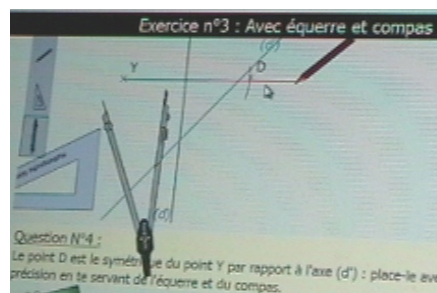 Exercice n°3 : Avec équerre et compas
(d')
Y
D
(d)
Question N°4 :
Le point D est le symétrique du point Y par rapport à l'axe (d') : place-le avec
précision en te servant de l'équerre et du compas.